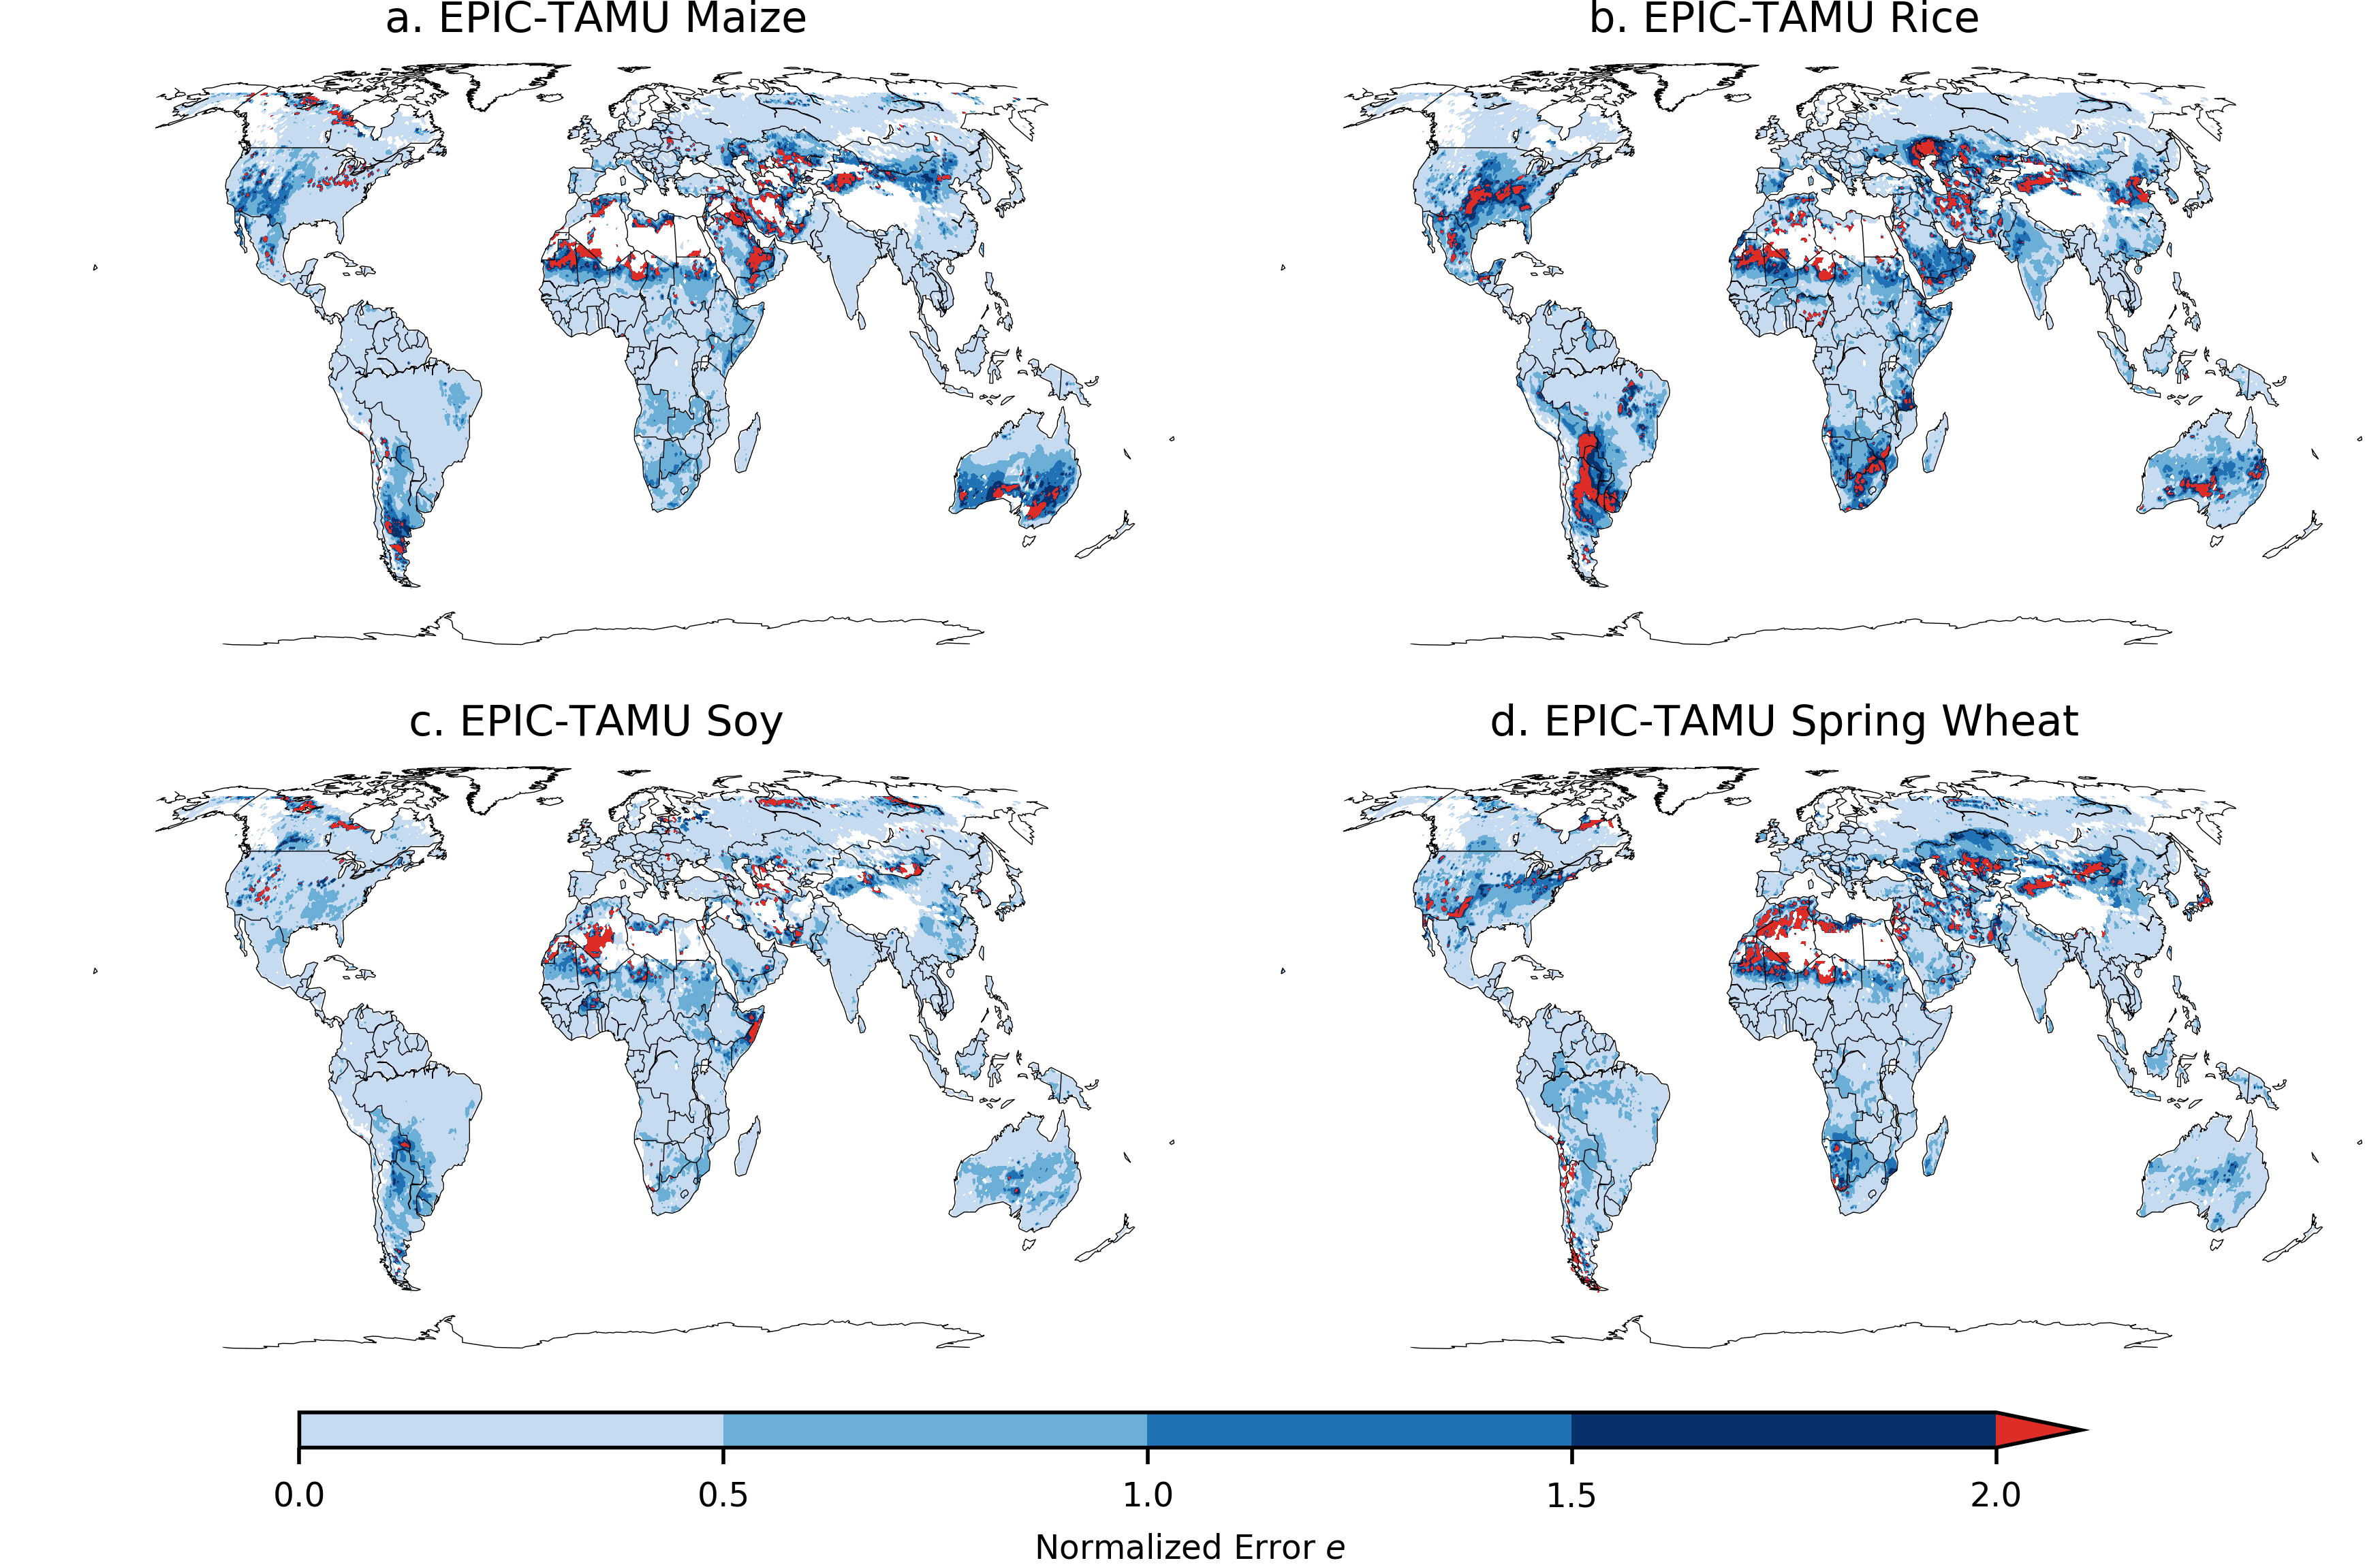 a. EPIC-TAMU Maize
b. EPIC-TAMU Rice
c. EPIC-TAMU Soy
d. EPIC-TAMU Spring Wheat
0.0 0.5 1.0 1.5 2.0
Normalized Error e